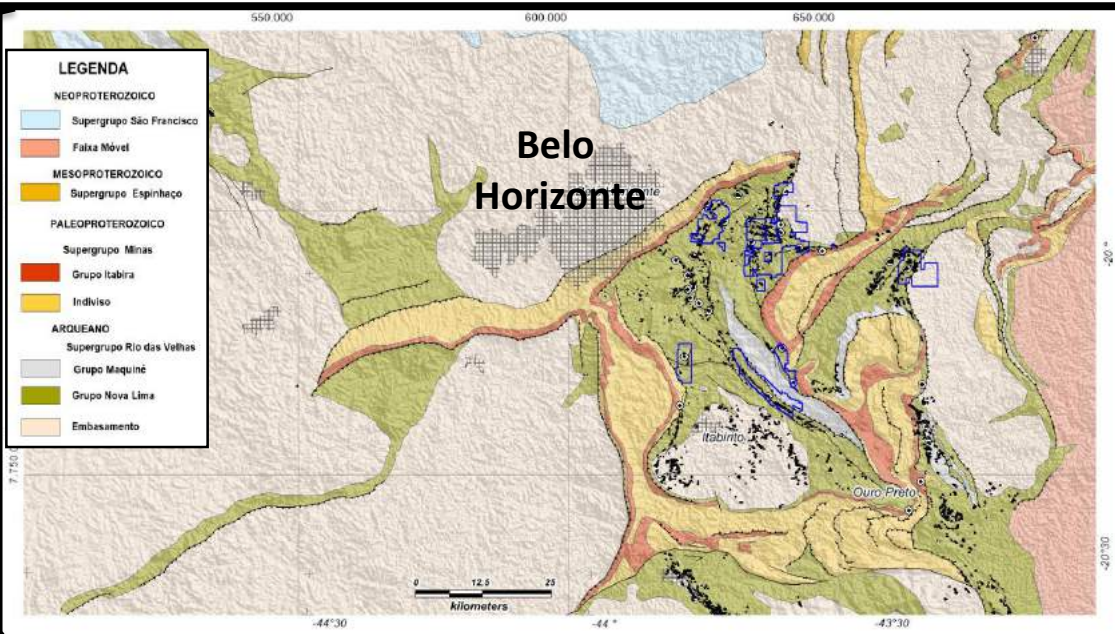 550.000
600 000
650 000
LEGENDA
NEOPROTEROZOICO
Supergrupo São Francisco
Faixa Móvel
MESOPROTEROZOICO
Supergrupo Espinhaço
PALEOPROTEROZOICO
Supergrupo Minas
Grupo Itabira
Indiviso
ARQUEANO
Supergrupo Rio das Velhas
Grupo Maquiné
Grupo Nova Lima
Embasamento
Belo
Horizonte
-20 °
Itabirito
Ouro Preto
7.750.0
-20°30
0 12,5 25
kilometers
-44°30
-44 °
-43°30